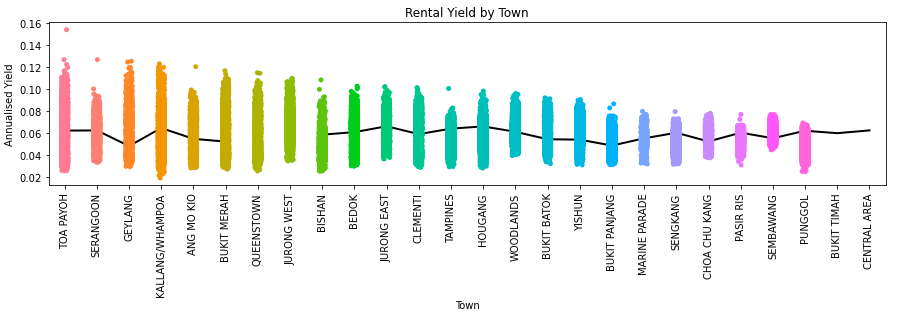 Rental Yield by Town
Annualised Yield
0.16
0.14
0.12
0.10
0.08
0.06
0.04
0.02
TOA PAYOH
SERANGOON
GEYLANG
KALLANG/WHAMPOA
ANG MO KIO
BUKIT MERAH
QUEENSTOWN
JURONG WEST
BISHAN
BEDOK
JURONG EAST
CLEMENTI
TAMPINES
HOUGANG
WOODLANDS
BUKIT BATOK
YISHUN
BUKIT PANJANG
MARINE PARADE
SENGKANG
CHOA CHU KANG
PASIR RIS
SEMBAWANG
PUNGGOL
BUKIT TIMAH
CENTRAL AREA
Town